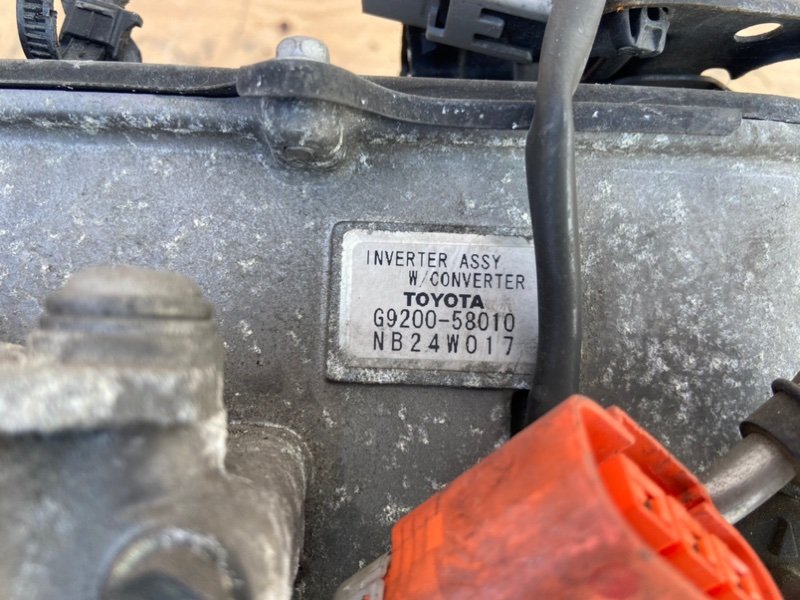 INVERTER ASSY
W/CONVERTER
TOYOTA
G9200-58010
NB24W017